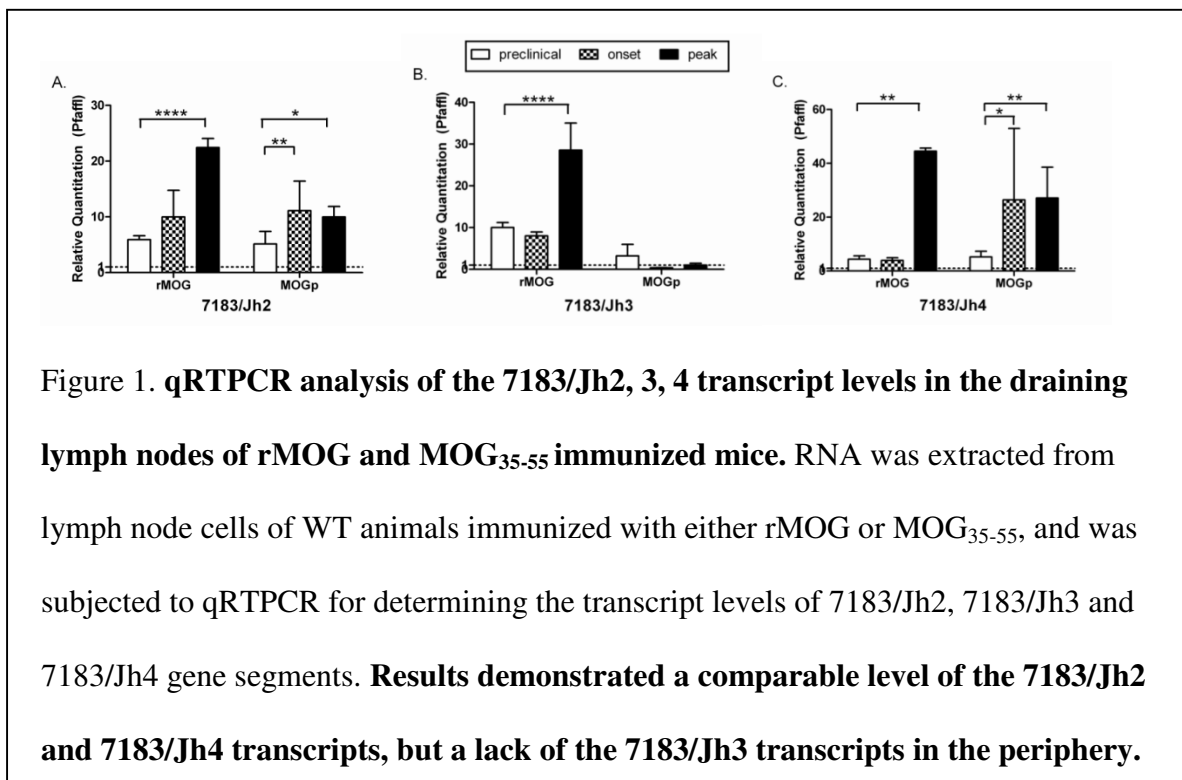 preclinical onset peak
A.
B.
C.
Relative Quantitation (Pfaffl)
30
20
10
1
0
****
*
**
rMOG MOGp
7183/Jh2
Relative Quantitation (Pfaffl)
40
30
20
10
1
0
****
rMOG MOGp
7183/Jh3
Relative Quantitation (Pfaffl)
60
40
20
1
0
**
**
*
rMOG MOGp
7183/Jh4
Figure 1. qRTPCR analysis of the 7183/Jh2, 3, 4 transcript levels in the draining
lymph nodes of rMOG and MOG35-55 immunized mice. RNA was extracted from
lymph node cells of WT animals immunized with either rMOG or MOG35-55, and was
subjected to qRTPCR for determining the transcript levels of 7183/Jh2, 7183/Jh3 and
7183/Jh4 gene segments. Results demonstrated a comparable level of the 7183/Jh2
and 7183/Jh4 transcripts, but a lack of the 7183/Jh3 transcripts in the periphery.